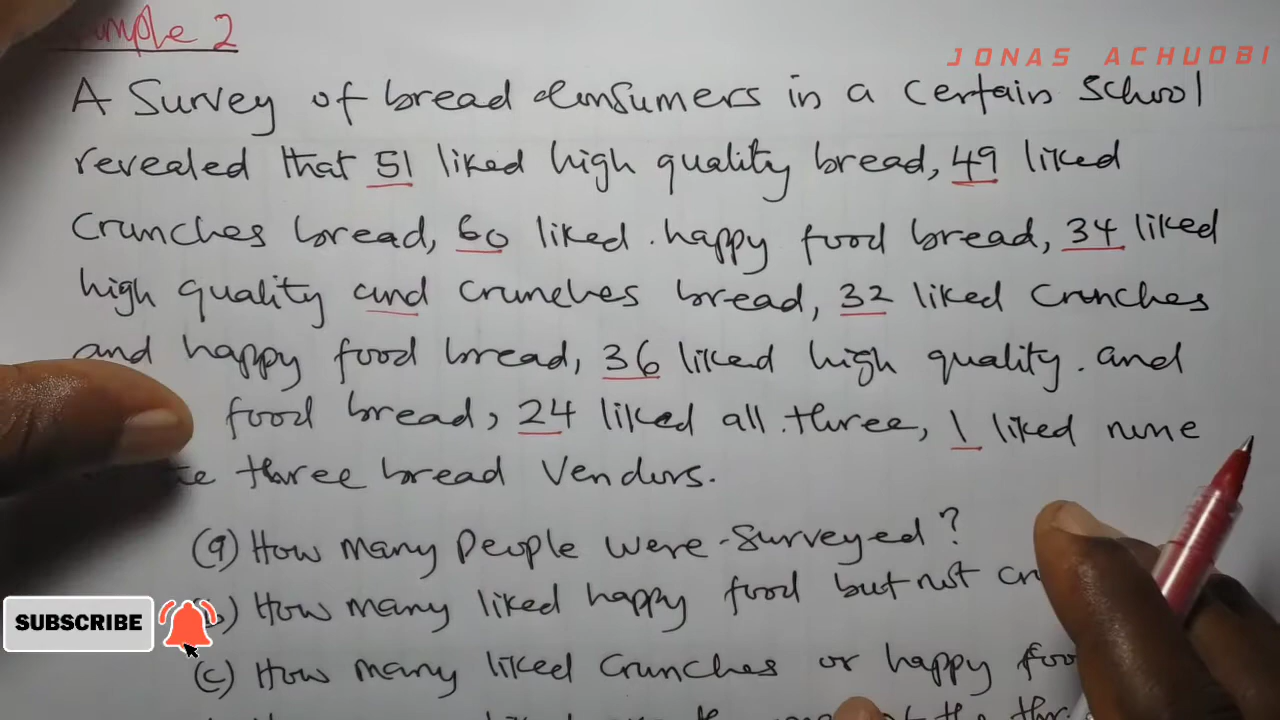 mple 2
JONAS ACHUOBI
A Survey of bread consumers in a certain school
revealed that 51 liked high quality bread, 49 liked
Crunches bread, 60 liked happy food bread, 34 liked
high quality and crunches bread, 32 liked crunches
and happy food bread, 36 liked high quality and
food bread, 24 liked all three, 1 liked none
three bread Vendors.
(a) How many people were surveyed?
b) How many liked happy food but not
SUBSCRIBE
(c) How many liked crunches or happy foo